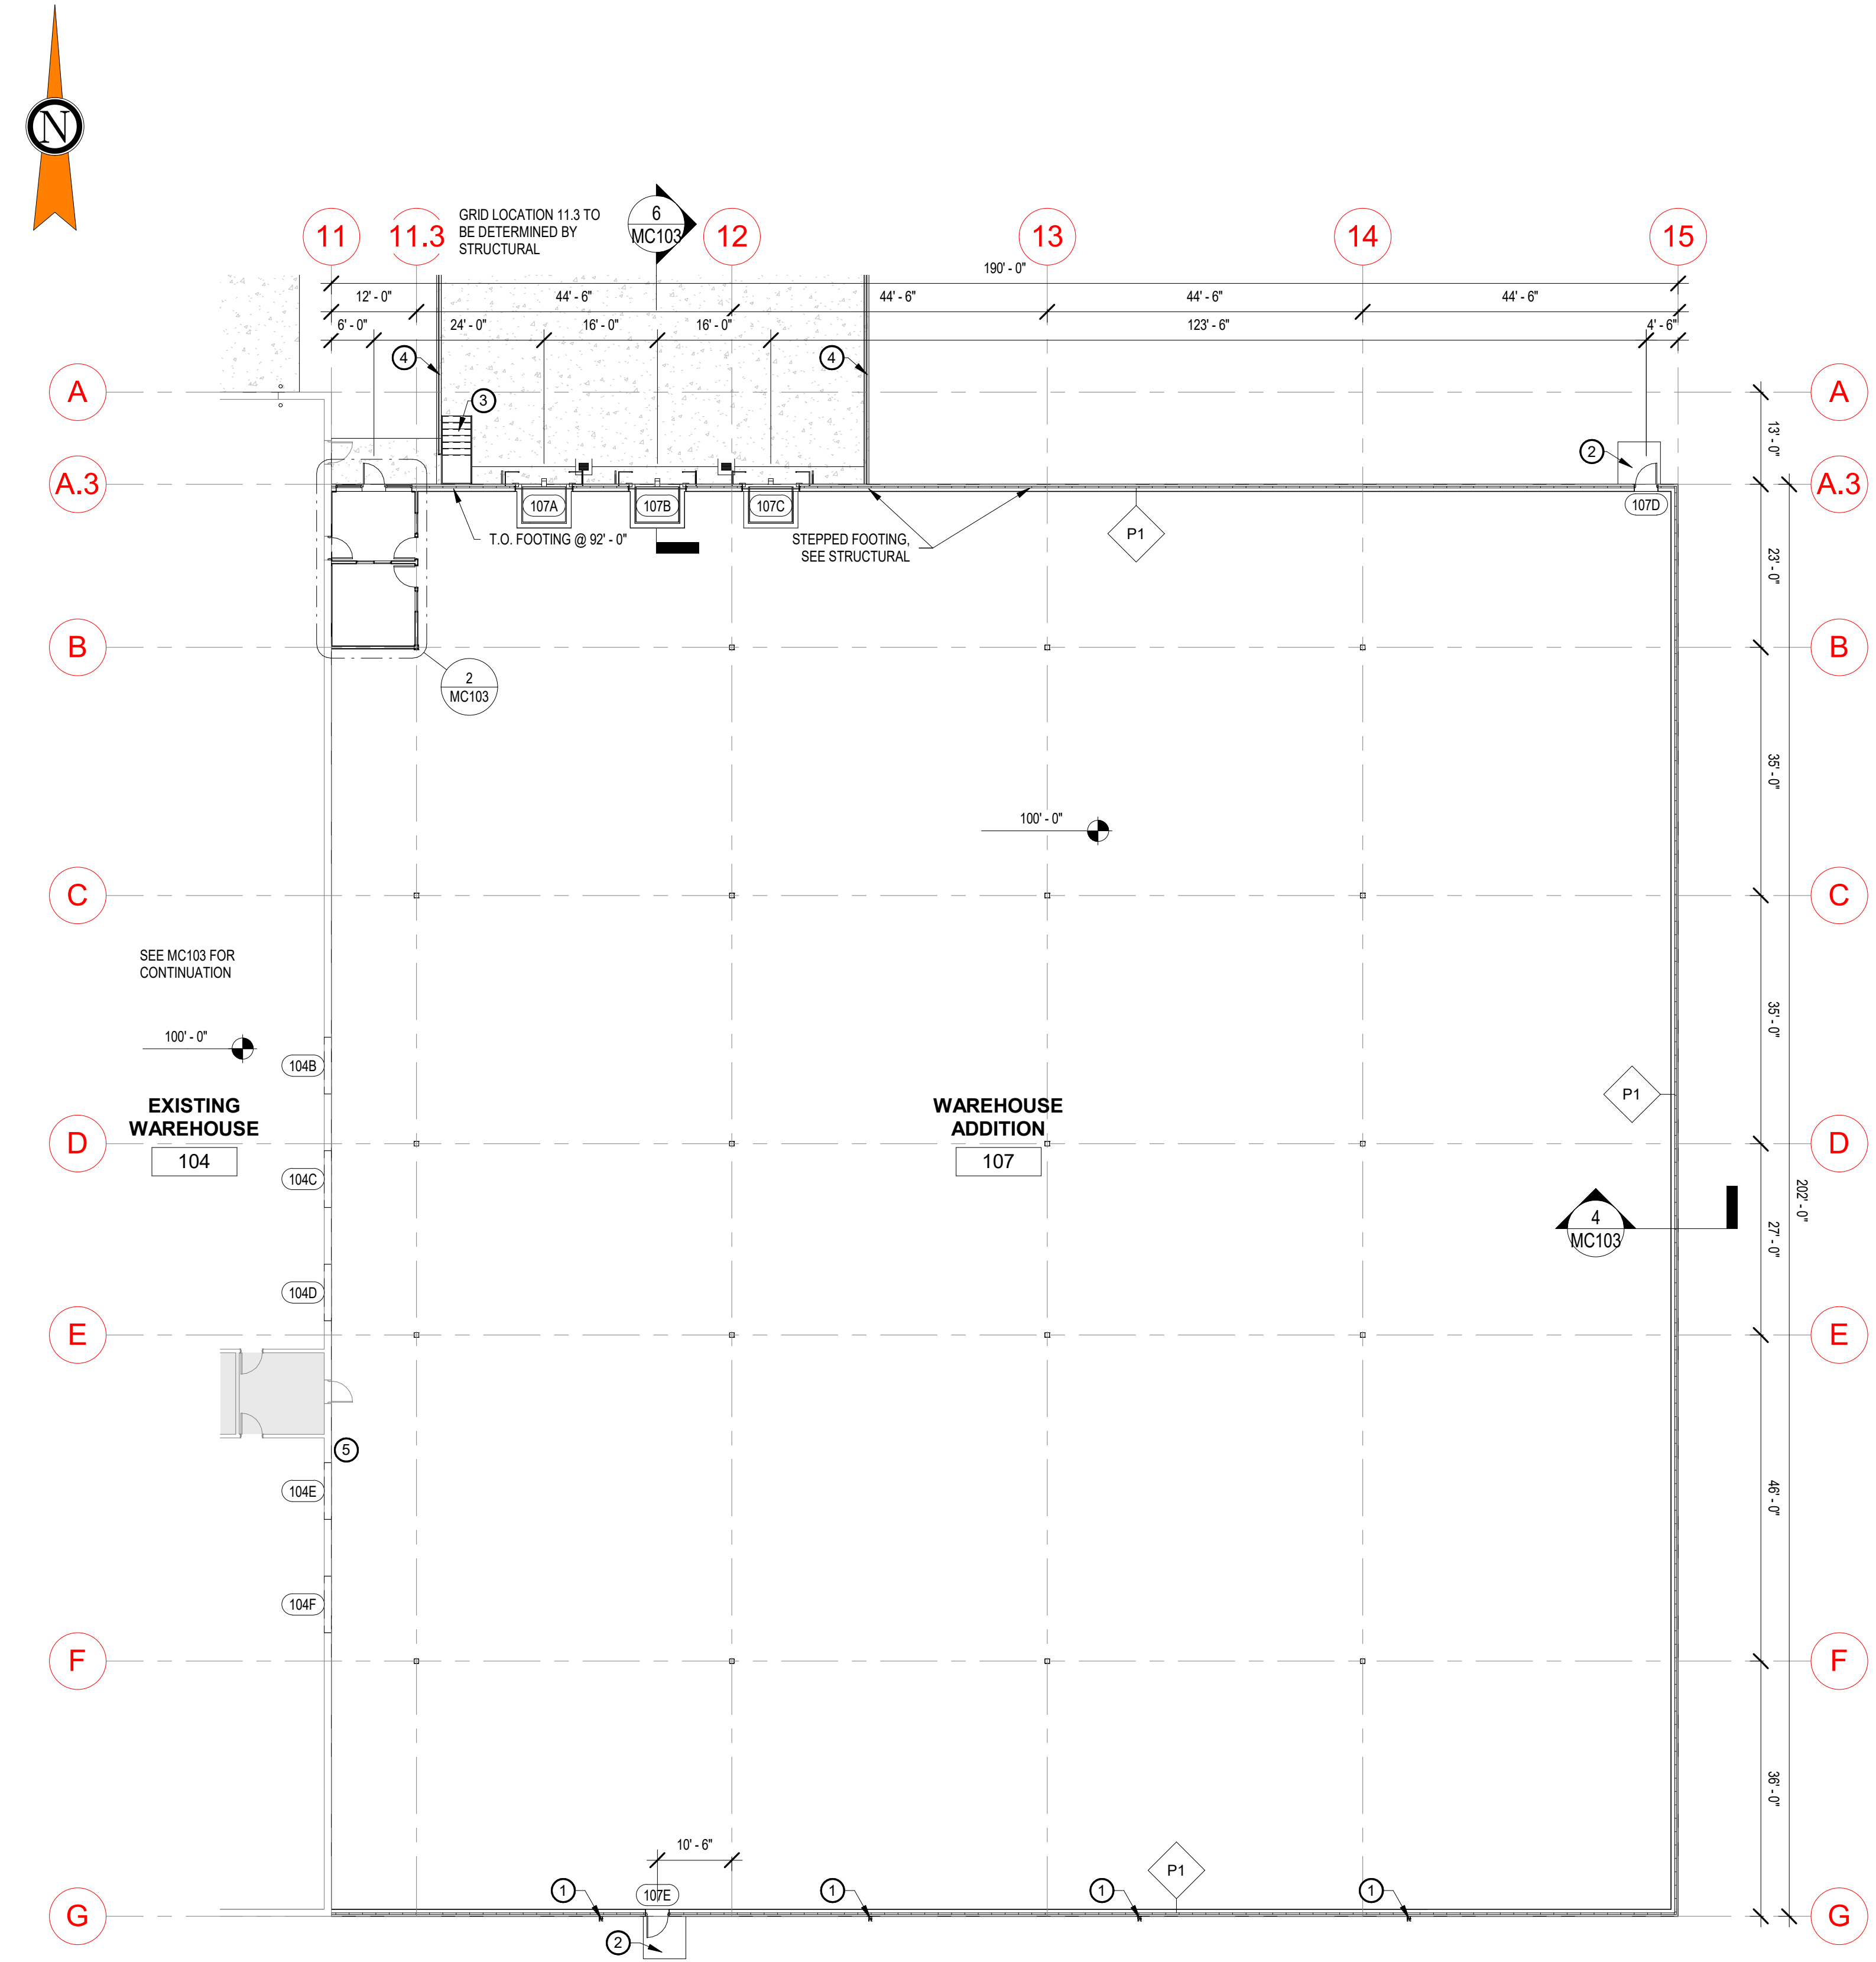 N
GRID LOCATION 11.3 TO
BE DETERMINED BY
STRUCTURAL
6
MC103
11
11.3
12
13
14
15
190' - 0"
12' - 0"
44' - 6"
44' - 6"
44' - 6"
44' - 6"
6' - 0"
24' - 0"
16' - 0"
16' - 0"
123' - 6"
4' - 6"
4
4
A
A
3
13' - 0"
2
A.3
A.3
107A
107B
107C
107D
T.O. FOOTING @ 92' - 0"
STEPPED FOOTING,
SEE STRUCTURAL
P1
23' - 0"
B
B
2
MC103
35' - 0"
100' - 0"
C
C
SEE MC103 FOR
CONTINUATION
35' - 0"
100' - 0"
104B
P1
EXISTING
WAREHOUSE
104
WAREHOUSE
ADDITION
107
D
D
104C
202' - 0"
4
MC103
27' - 0"
104D
E
E
5
104E
46' - 0"
104F
F
F
36' - 0"
10' - 6"
P1
1
107E
1
1
1
G
G
2